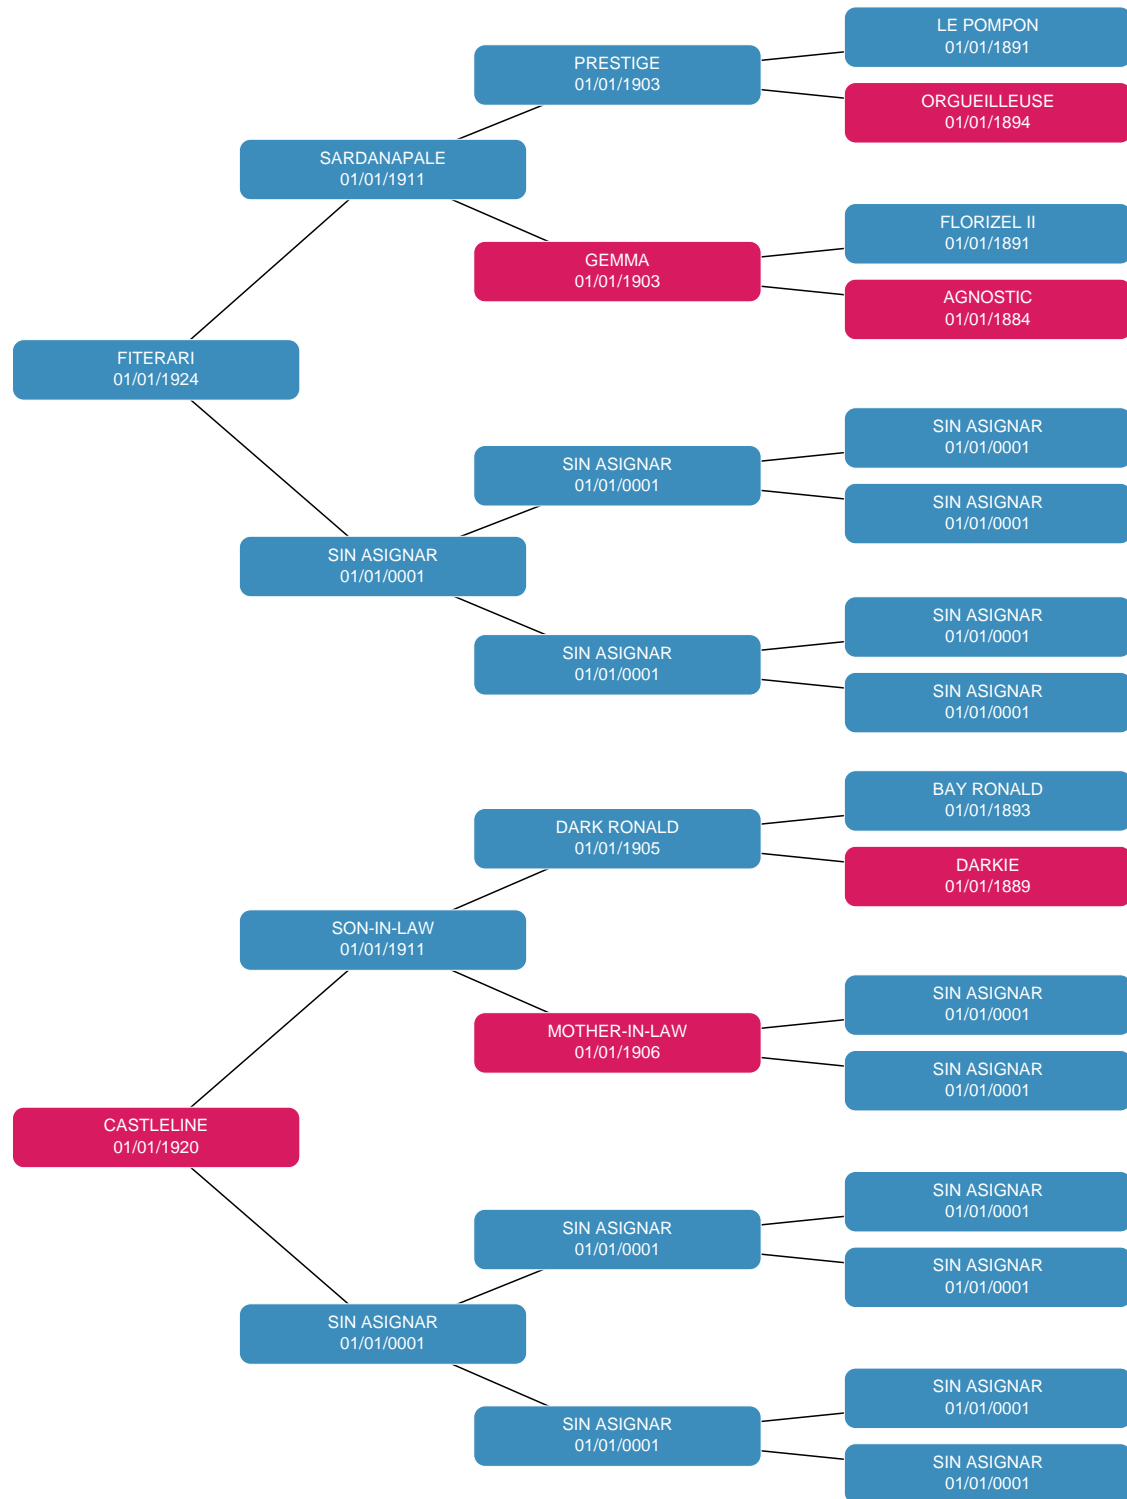 LE POMPON
01/01/1891
PRESTIGE
01/01/1903
ORGUEILLEUSE
01/01/1894
SARDANAPALE
01/01/1911
FLORIZEL II
01/01/1891
GEMMA
01/01/1903
AGNOSTIC
01/01/1884
FITERARI
01/01/1924
SIN ASIGNAR
01/01/0001
SIN ASIGNAR
01/01/0001
SIN ASIGNAR
01/01/0001
SIN ASIGNAR
01/01/0001
SIN ASIGNAR
01/01/0001
SIN ASIGNAR
01/01/0001
SIN ASIGNAR
01/01/0001
BAY RONALD
01/01/1893
DARK RONALD
01/01/1905
DARKIE
01/01/1889
SON-IN-LAW
01/01/1911
SIN ASIGNAR
01/01/0001
MOTHER-IN-LAW
01/01/1906
SIN ASIGNAR
01/01/0001
CASTLELINE
01/01/1920
SIN ASIGNAR
01/01/0001
SIN ASIGNAR
01/01/0001
SIN ASIGNAR
01/01/0001
SIN ASIGNAR
01/01/0001
SIN ASIGNAR
01/01/0001
SIN ASIGNAR
01/01/0001
SIN ASIGNAR
01/01/0001